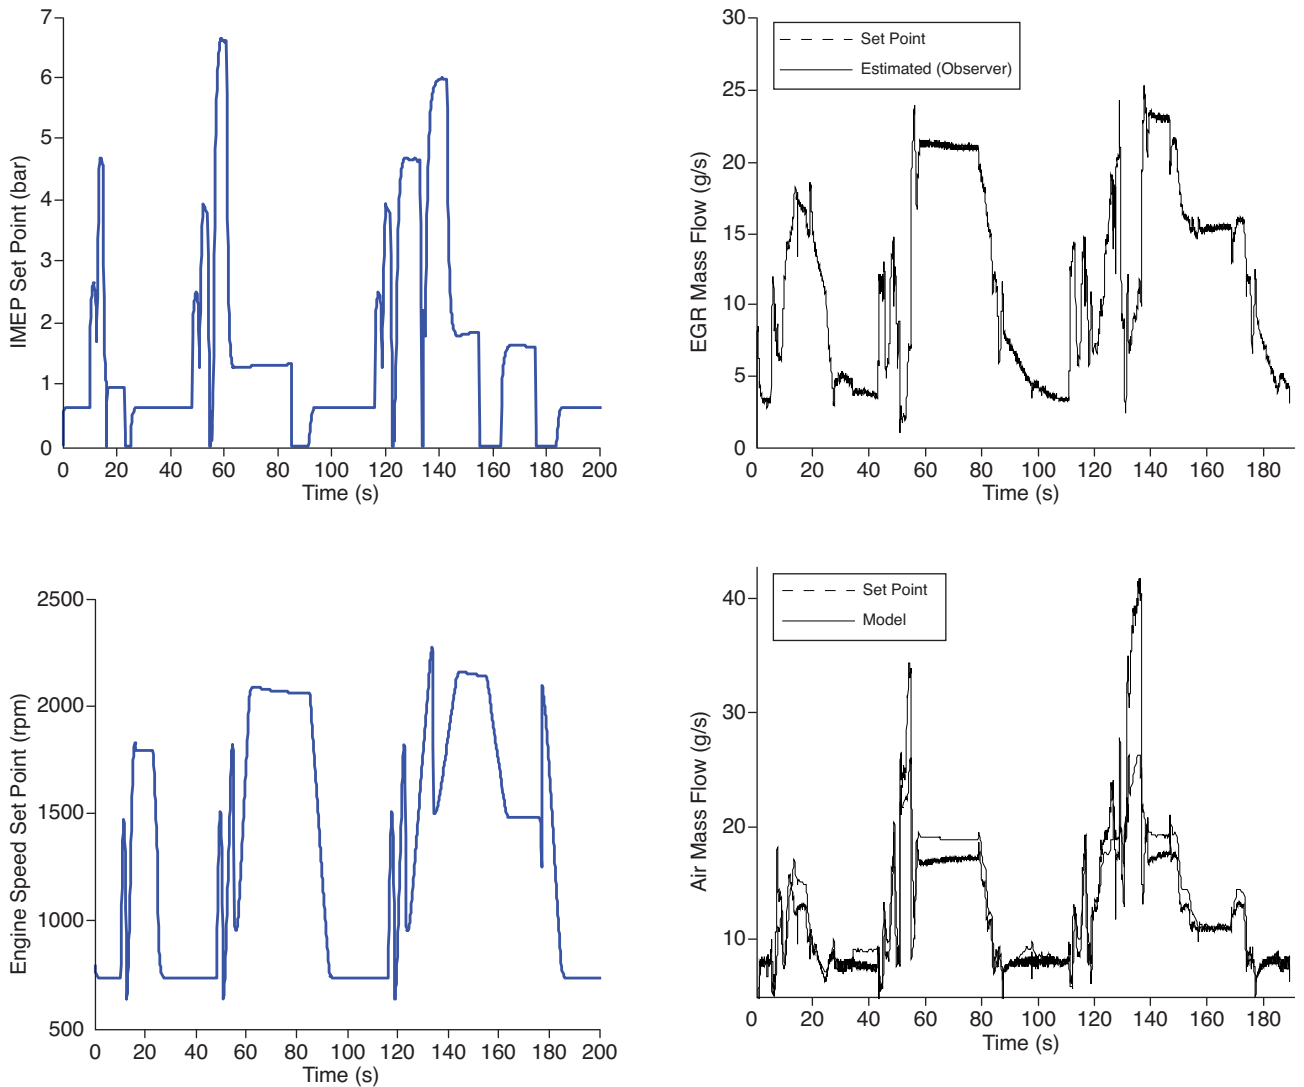 IMEP Set Point (bar)
7
6
5
4
3
2
1
0
0 20 40 60 80 100 120 140 160 180 200
Time (s)
EGR Mass Flow (g/s)
30
25
20
15
10
5
0
Set Point
Estimated (Observer)
0 20 40 60 80 100 120 140 160 180
Time (s)
Engine Speed Set Point (rpm)
2500
2000
1500
1000
500
0 20 40 60 80 100 120 140 160 180 200
Time (s)
Air Mass Flow (g/s)
40
30
20
10
Set Point
Model
0 20 40 60 80 100 120 140 160 180
Time (s)